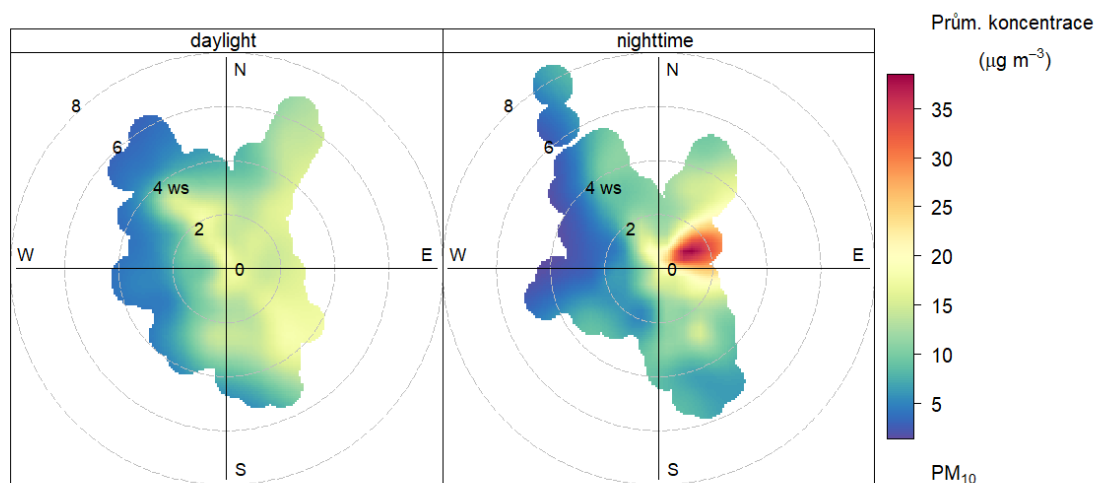 daylight
N
8
6
4 ws
2
W
0
E
S
nighttime
N
8
6
4 ws
2
W
0
E
S
Prům. koncentrace
(µg m⁻³)
35
30
25
20
15
10
5
PM₁₀